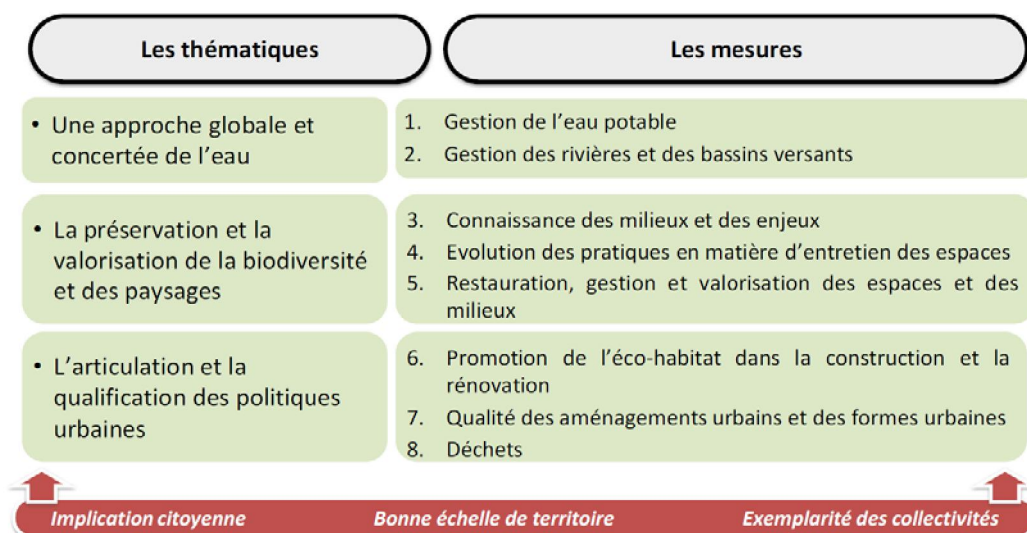 Les thématiques
Les mesures
• Une approche globale et
concertée de l’eau
1. Gestion de l’eau potable
2. Gestion des rivières et des bassins versants
• La préservation et la
valorisation de la biodiversité
et des paysages
3. Connaissance des milieux et des enjeux
4. Evolution des pratiques en matière d’entretien des espaces
5. Restauration, gestion et valorisation des espaces et des
milieux
• L’articulation et la
qualification des politiques
urbaines
6. Promotion de l’éco-habitat dans la construction et la
rénovation
7. Qualité des aménagements urbains et des formes urbaines
8. Déchets
Implication citoyenne Bonne échelle de territoire Exemplarité des collectivités